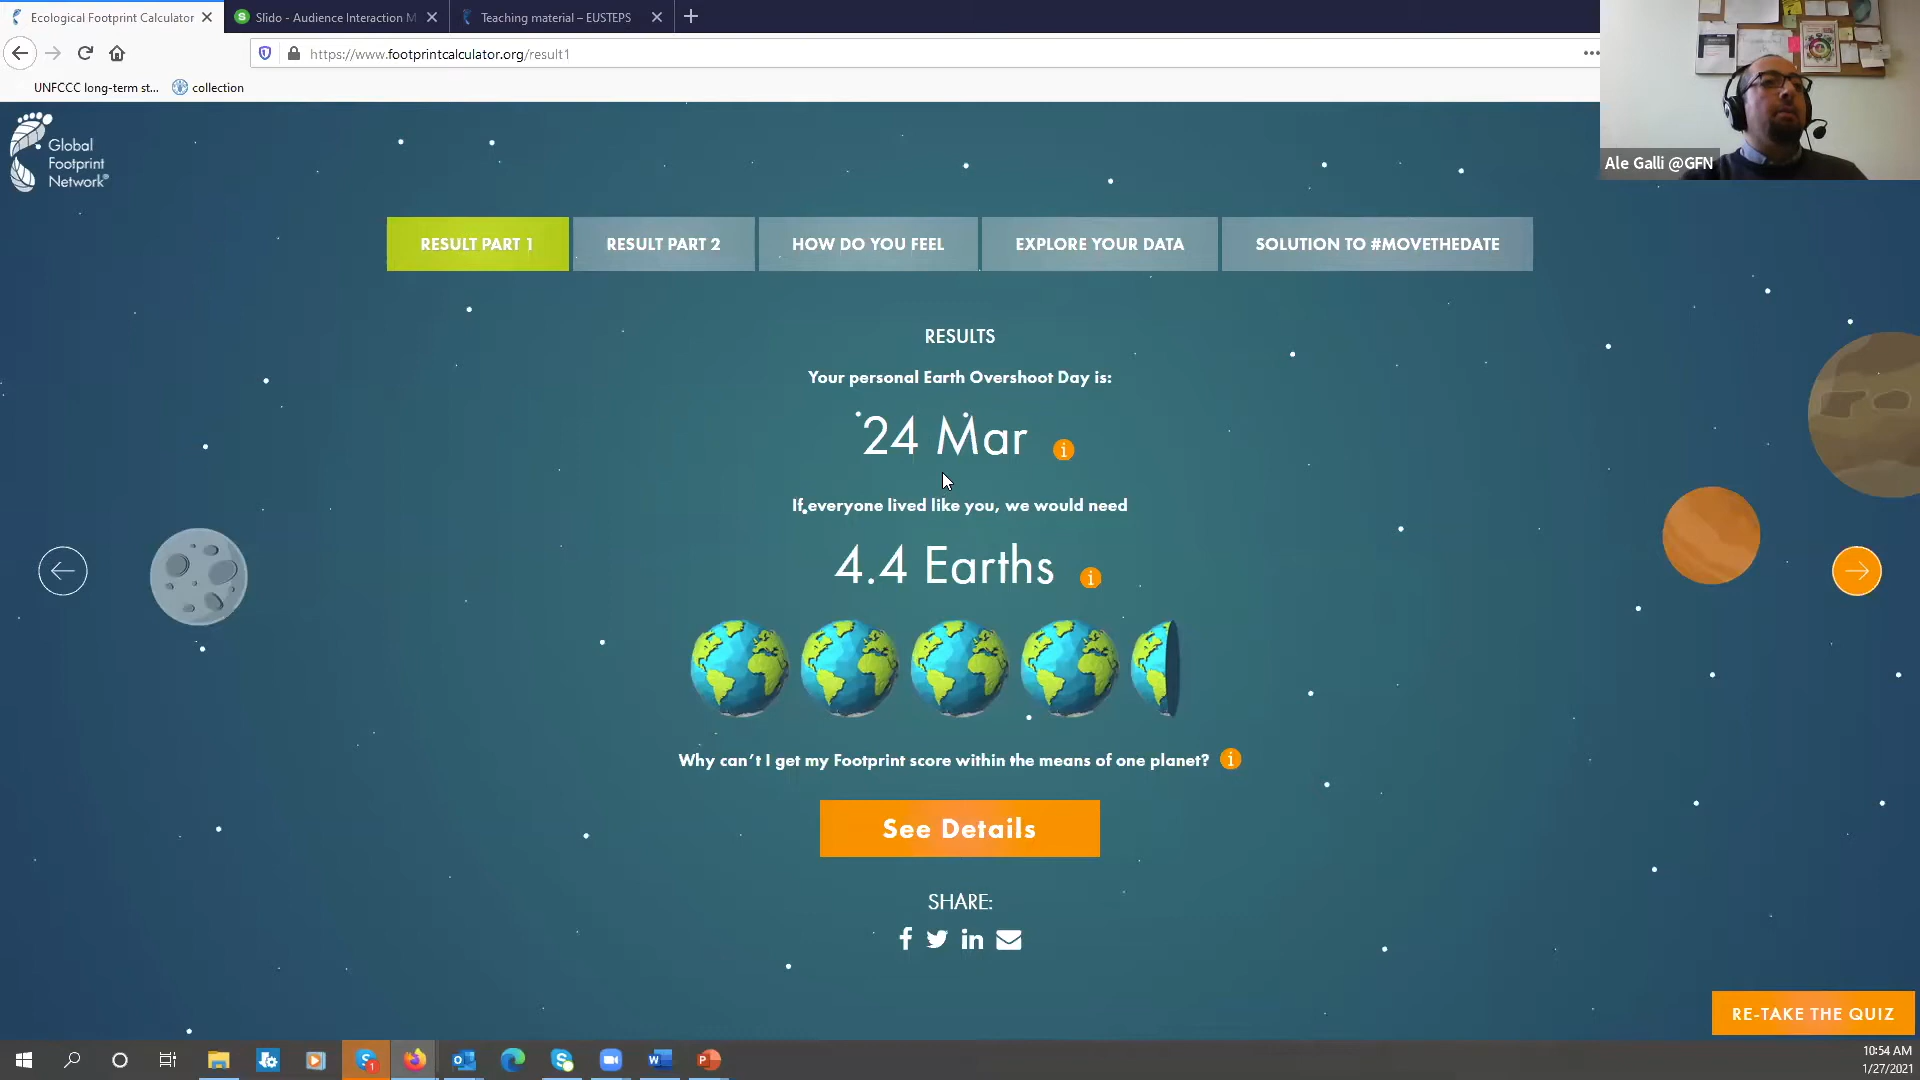 Ecological Footprint Calculator
Slido - Audience Interaction M
Teaching material – EUSTEPS
https://www.footprintcalculator.org/result1
UNFCCC long-term st...
collection
Ale Galli @GFN
Global
Footprint
Network®
RESULT PART 1
RESULT PART 2
HOW DO YOU FEEL
EXPLORE YOUR DATA
SOLUTION TO #MOVETHEDATE
RESULTS
Your personal Earth Overshoot Day is:
24 Mar
If everyone lived like you, we would need
4.4 Earths
Why can't I get my Footprint score within the means of one planet?
See Details
SHARE:
RE-TAKE THE QUIZ
10:54 AM
1/27/2021